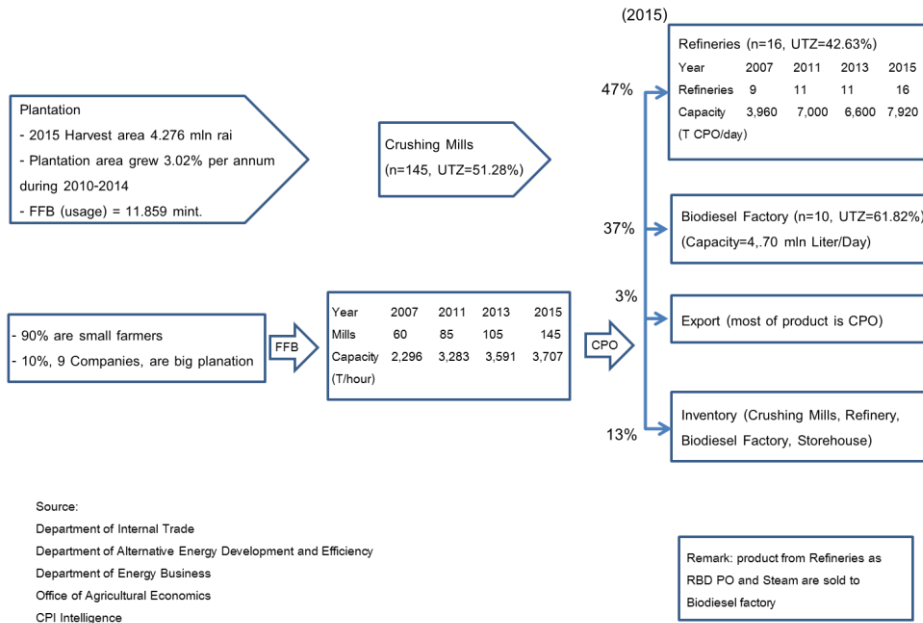 (2015)
Plantation
- 2015 Harvest area 4.276 mln rai
- Plantation area grew 3.02% per annum
during 2010-2014
- FFB (usage) = 11.859 mint.
Crushing Mills
(n=145, UTZ=51.28%)
47%
Refineries (n=16, UTZ=42.63%)
Year 2007 2011 2013 2015
Refineries 9 11 11 16
Capacity 3,960 7,000 6,600 7,920
(T CPO/day)
37%
Biodiesel Factory (n=10, UTZ=61.82%)
(Capacity=4,.70 mln Liter/Day)
3%
Export (most of product is CPO)
13%
Inventory (Crushing Mills, Refinery,
Biodiesel Factory, Storehouse)
- 90% are small farmers
- 10%, 9 Companies, are big planation
FFB
Year 2007 2011 2013 2015
Mills 60 85 105 145
Capacity 2,296 3,283 3,591 3,707
(T/hour)
CPO
Source:
Department of Internal Trade
Department of Alternative Energy Development and Efficiency
Department of Energy Business
Office of Agricultural Economics
CPI Intelligence
Remark: product from Refineries as
RBD PO and Steam are sold to
Biodiesel factory